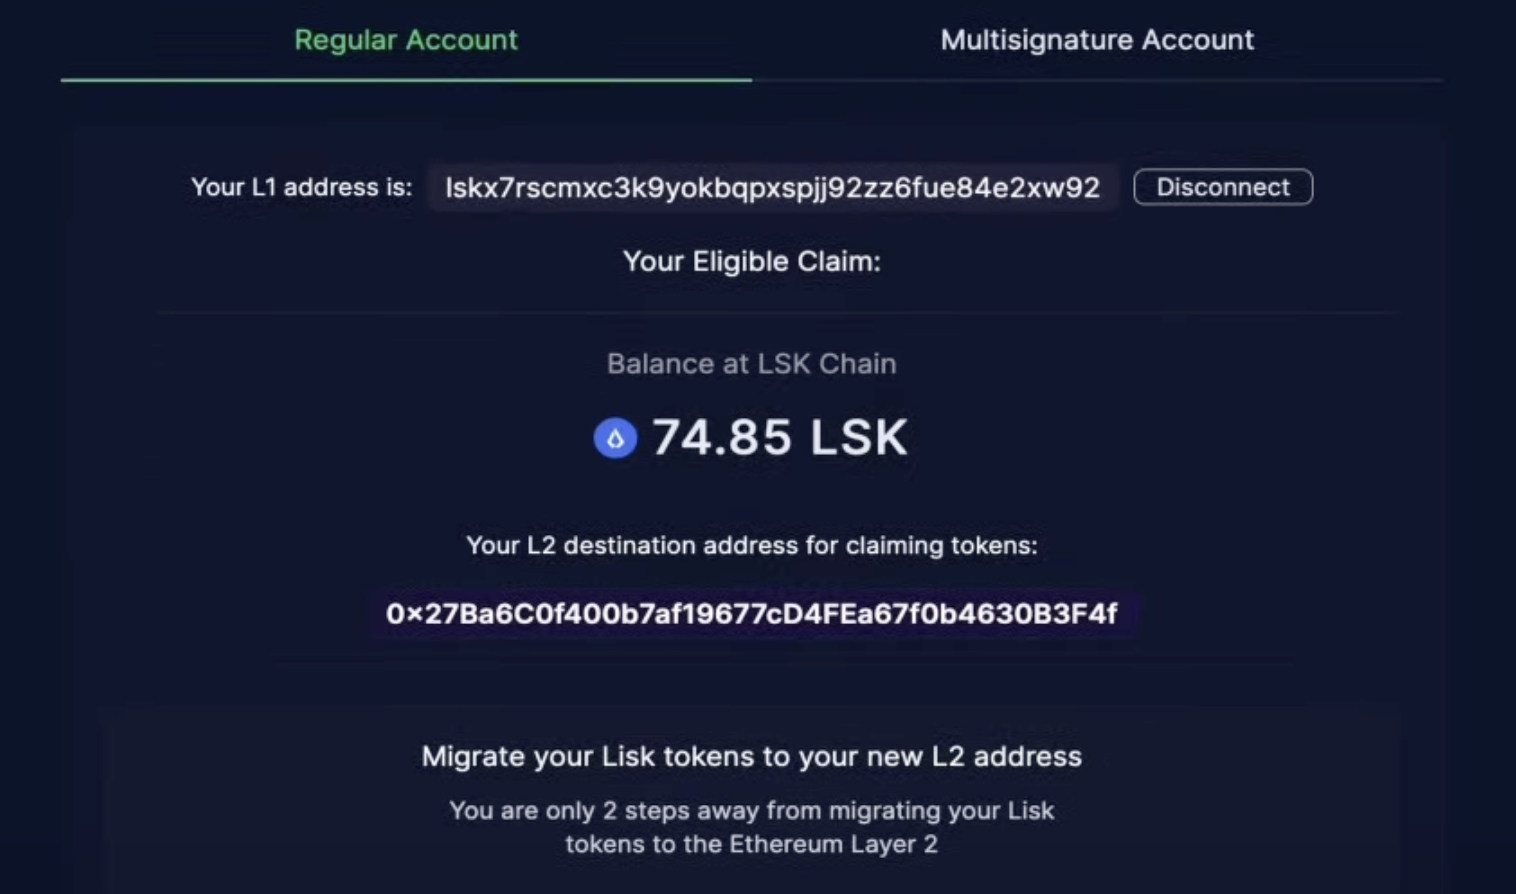 Regular Account
Multisignature Account
Your L1 address is: lskx7rscmxc3k9yokbqpxspjj92zz6fue84e2xw92 Disconnect
Your Eligible Claim:
Balance at LSK Chain
74.85 LSK
Your L2 destination address for claiming tokens:
0×27Ba6C0f400b7af19677cD4FEa67f0b4630B3F4f
Migrate your Lisk tokens to your new L2 address
You are only 2 steps away from migrating your Lisk
tokens to the Ethereum Layer 2